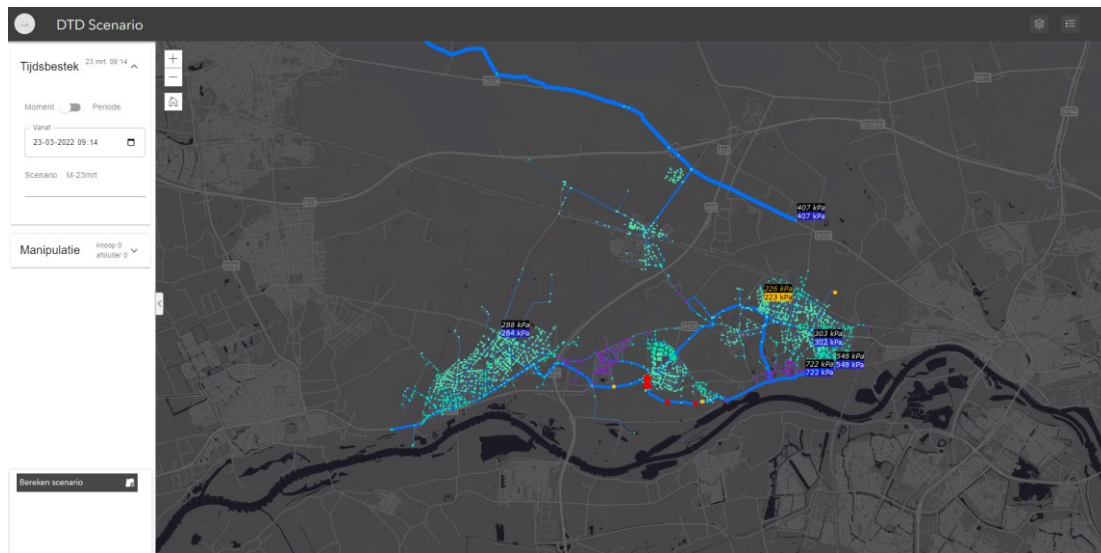 DTD Scenario
Tijdsbestek 23 mrt. 09:14
Moment Periode
Vanaf
23-03-2022 09:14
Scenario M-23mrt
Manipulatie knoop 0
afsluiter 0
Bereken scenario
+
−
<
407 kPa
407 kPa
226 kPa
223 kPa
288 kPa
284 kPa
303 kPa
302 kPa
722 kPa
722 kPa
548 kPa
548 kPa